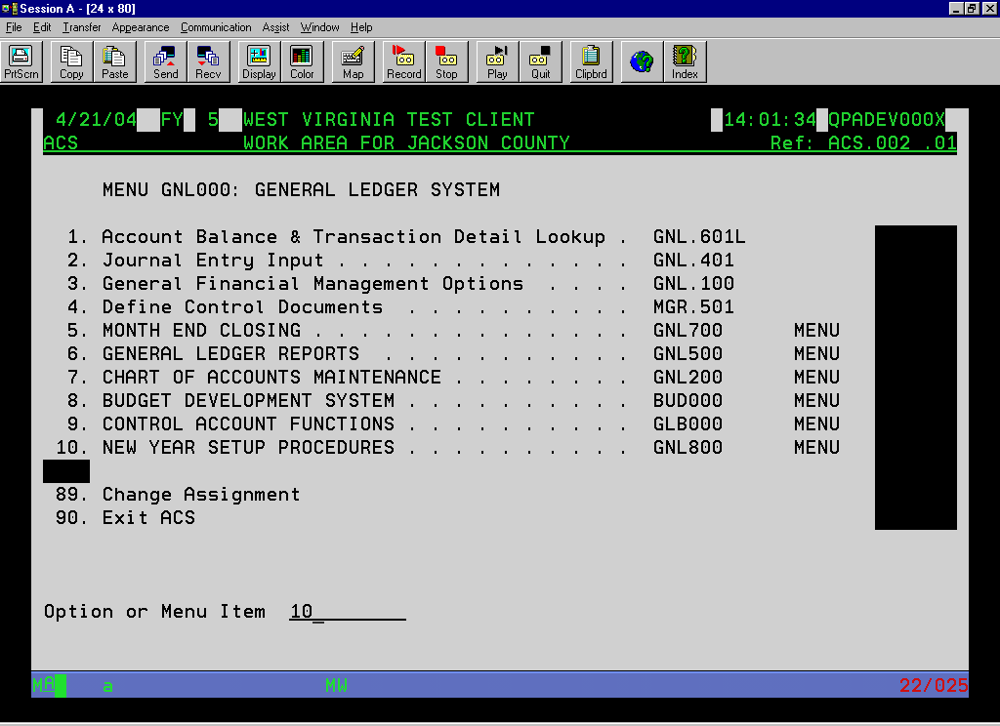 Session A - [24 x 80]
File Edit Transfer Appearance Communication Assist Window Help
PrtScrn Copy Paste Send Recv Display Color Map Record Stop Play Quit Clipbrd Index
4/21/04 FY 5 WEST VIRGINIA TEST CLIENT 14:01:34 QPADEV000X
ACS WORK AREA FOR JACKSON COUNTY Ref: ACS.002 .01
MENU GNL000: GENERAL LEDGER SYSTEM
1. Account Balance & Transaction Detail Lookup . GNL.601L
2. Journal Entry Input . . . . . . . . . . . . . GNL.401
3. General Financial Management Options . . . . GNL.100
4. Define Control Documents . . . . . . . . . . MGR.501
5. MONTH END CLOSING . . . . . . . . . . . . . . GNL700 MENU
6. GENERAL LEDGER REPORTS . . . . . . . . . . . GNL500 MENU
7. CHART OF ACCOUNTS MAINTENANCE . . . . . . . . GNL200 MENU
8. BUDGET DEVELOPMENT SYSTEM . . . . . . . . . . BUD000 MENU
9. CONTROL ACCOUNT FUNCTIONS . . . . . . . . . . GLB000 MENU
10. NEW YEAR SETUP PROCEDURES . . . . . . . . . . GNL800 MENU
89. Change Assignment
90. Exit ACS
Option or Menu Item 10_
MA a MW 22/025